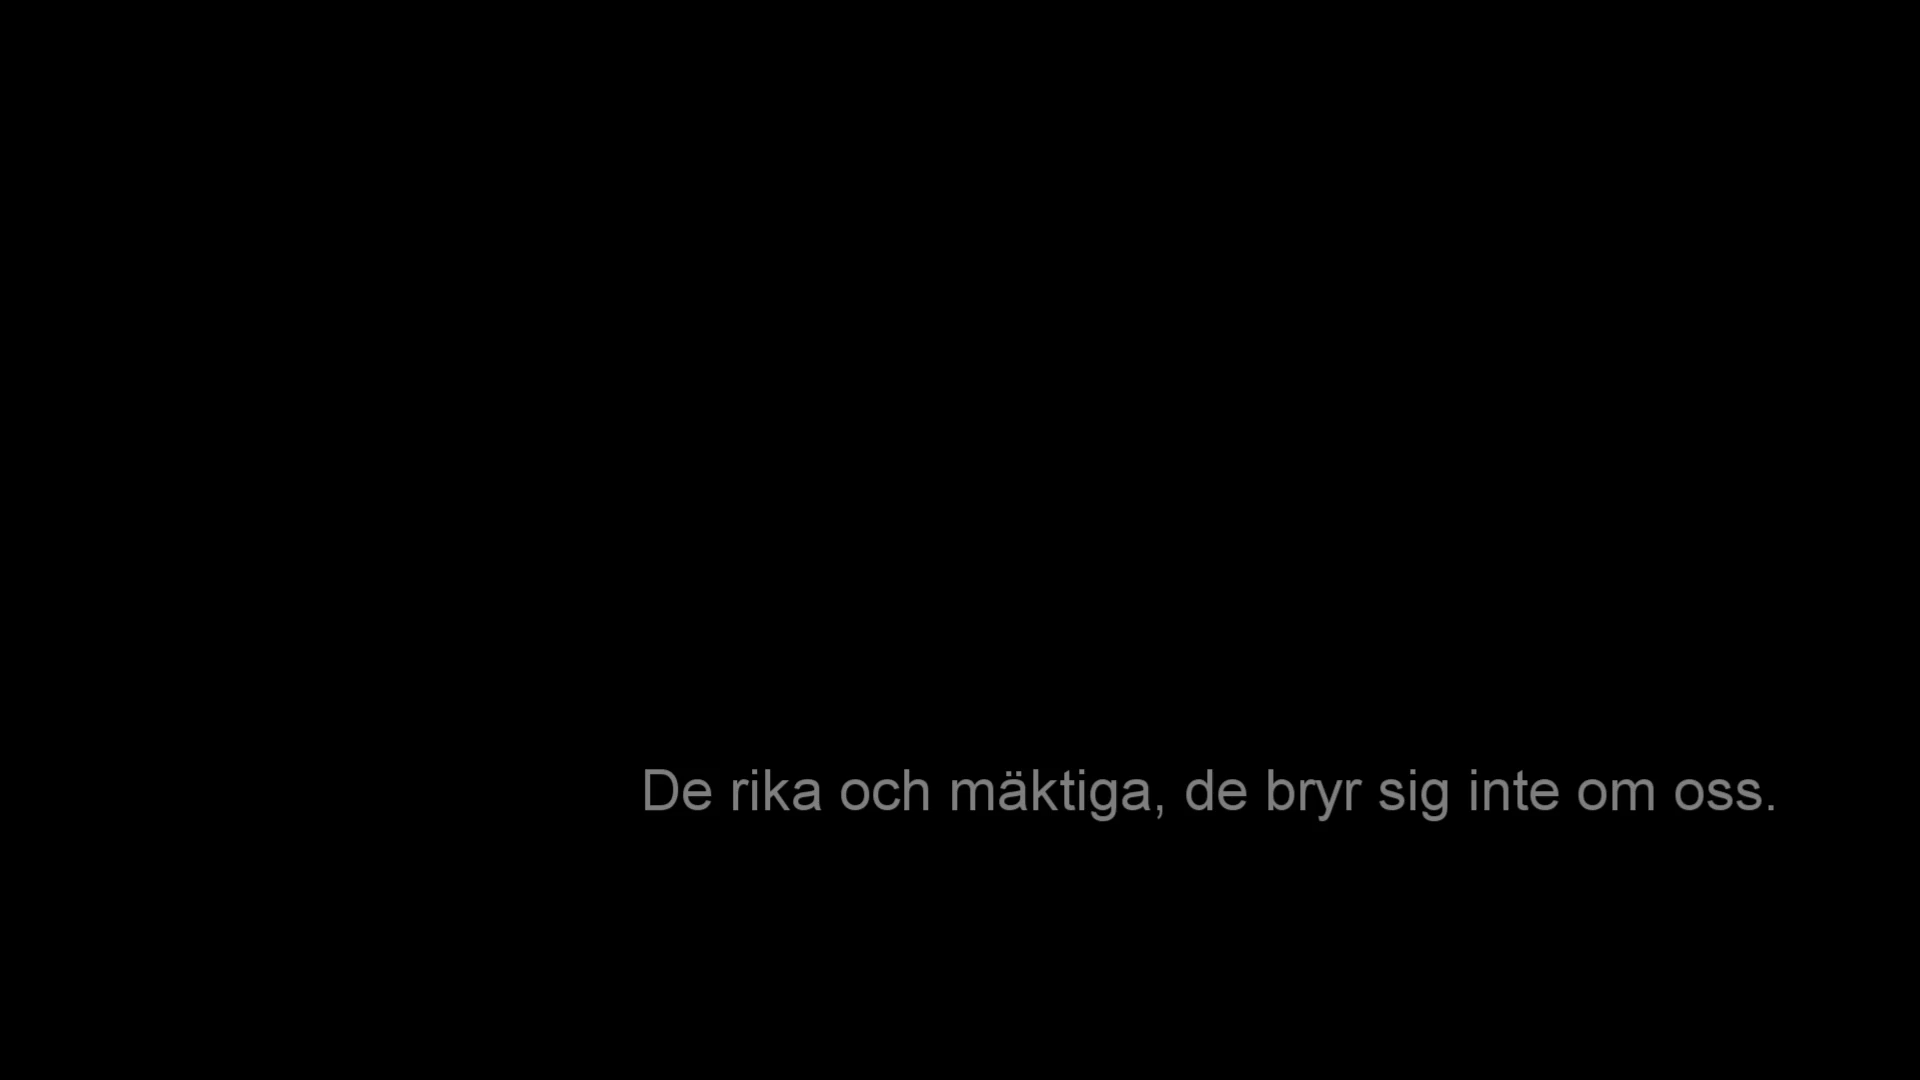 De rika och mäktiga, de bryr sig inte om oss.